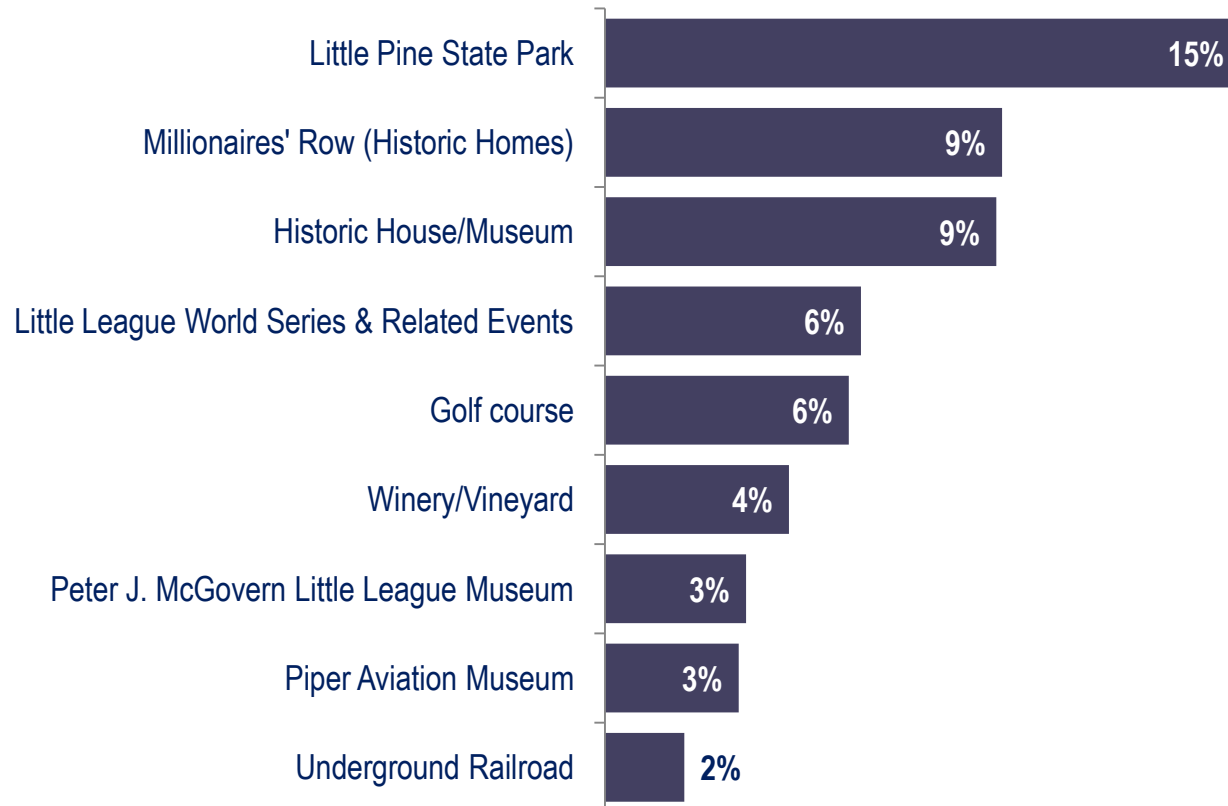 Little Pine State Park 15%
Millionaires' Row (Historic Homes) 9%
Historic House/Museum 9%
Little League World Series & Related Events 6%
Golf course 6%
Winery/Vineyard 4%
Peter J. McGovern Little League Museum 3%
Piper Aviation Museum 3%
Underground Railroad 2%